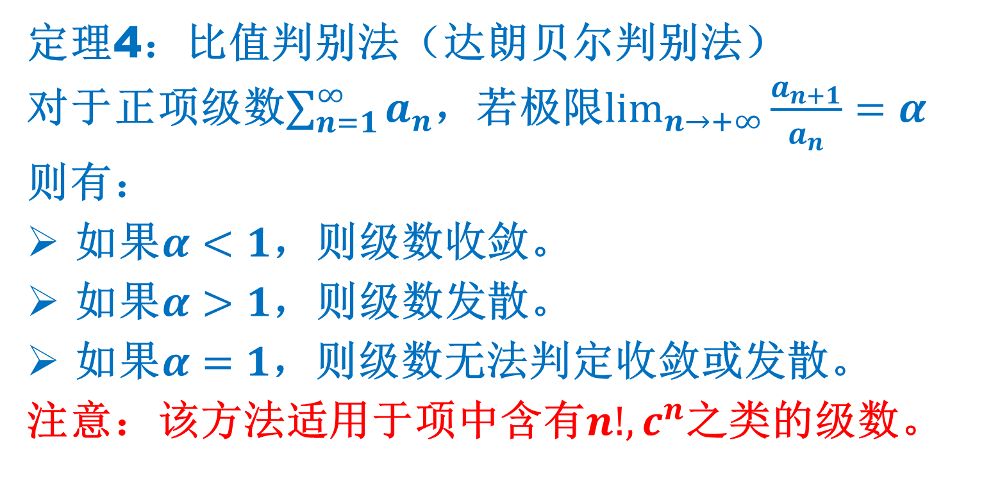 定理4：比值判别法（达朗贝尔判别法）
对于正项级数$\sum_{n=1}^{\infty} a_n$，若极限$\lim_{n\to+\infty} \frac{a_{n+1}}{a_n} = \alpha$
则有：
➢ 如果$\alpha < 1$，则级数收敛。
➢ 如果$\alpha > 1$，则级数发散。
➢ 如果$\alpha = 1$，则级数无法判定收敛或发散。
注意：该方法适用于项中含有$n!, c^n$之类的级数。